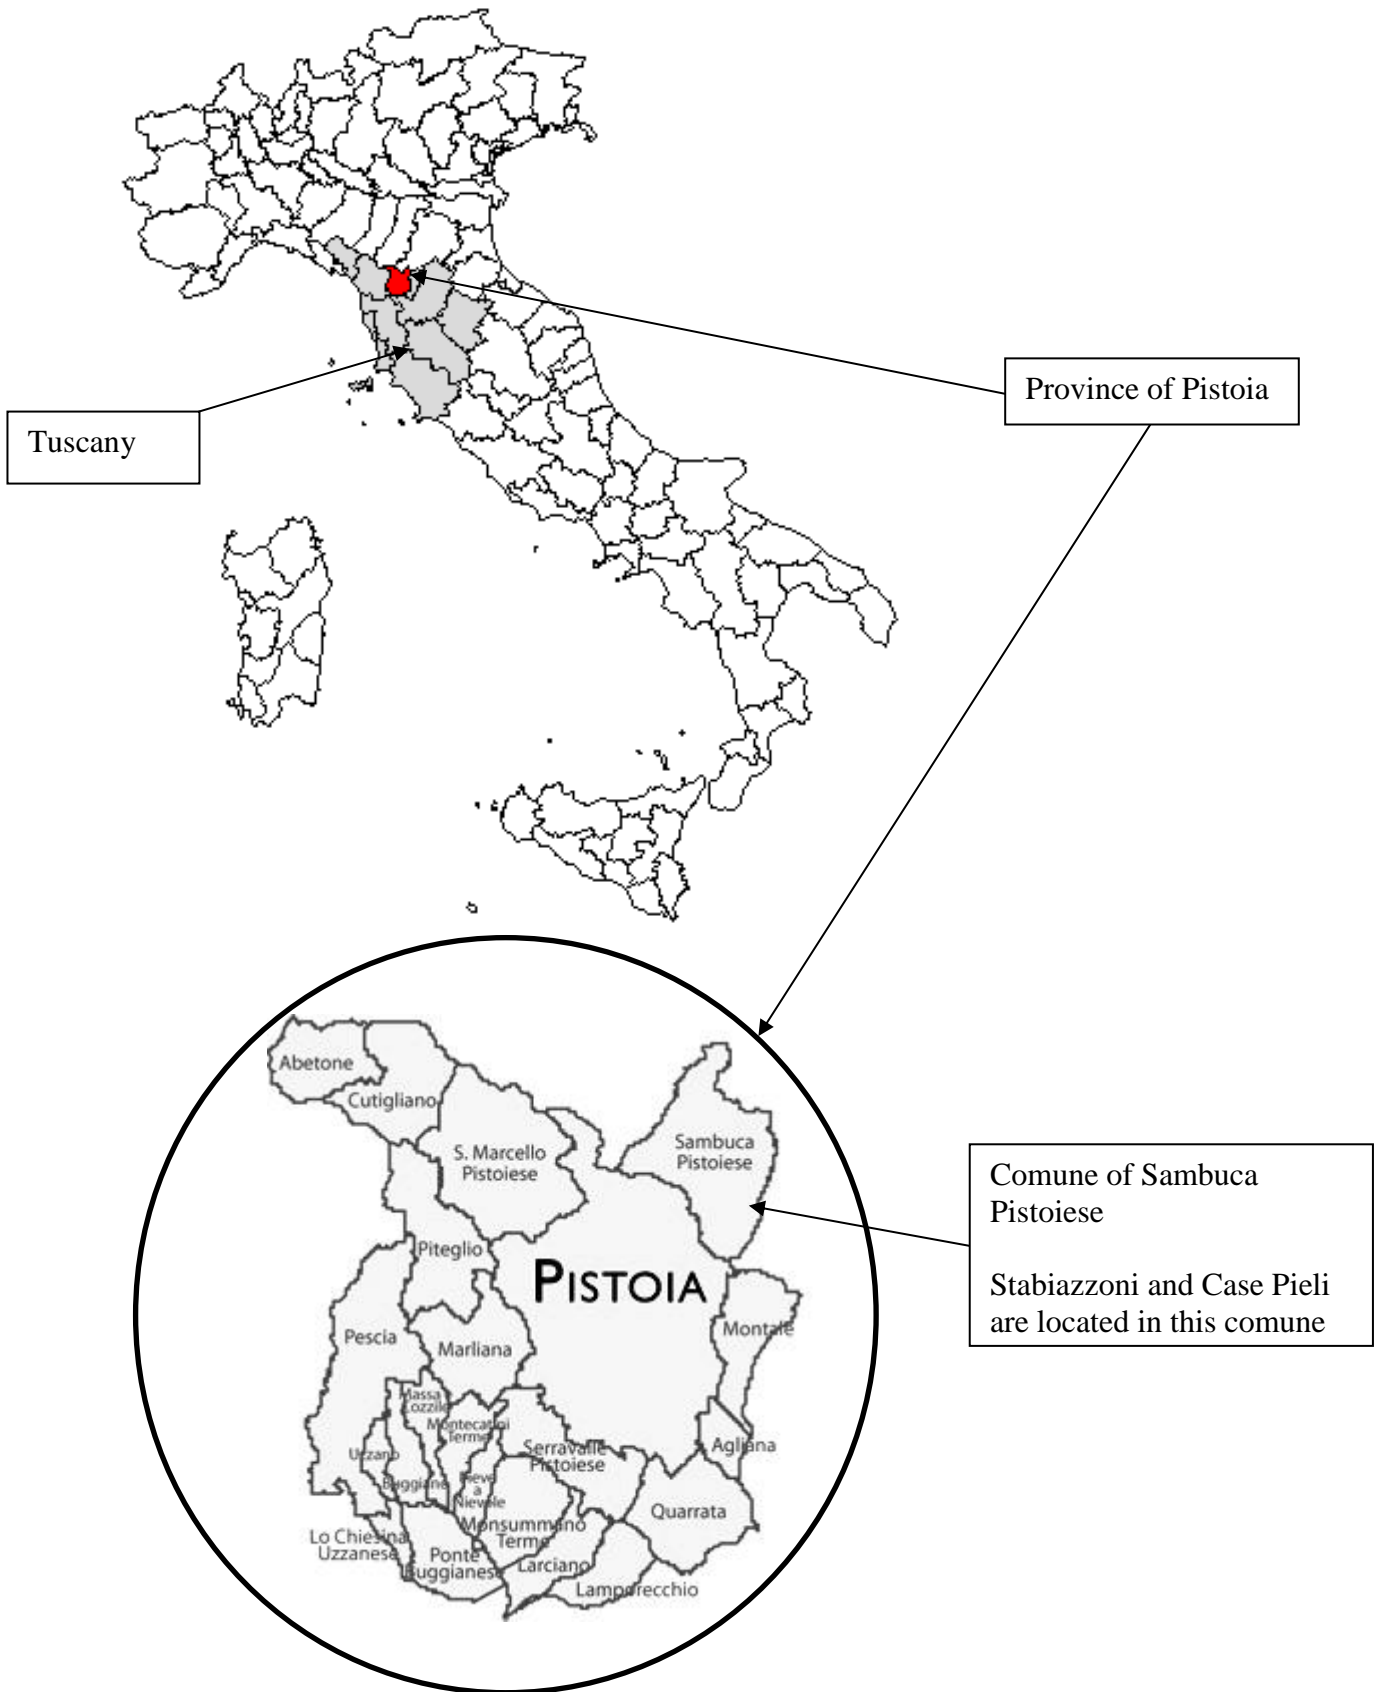 Province of Pistoia
Tuscany
Abetone
Cutigliano
Sambuca
Pistoiese
S. Marcello
Pistoiese
Comune of Sambuca
Pistoiese
Stabiazzoni and Case Pieli
are located in this comune
Piteglio
PISTOIA
Pescia
Marliana
Montale
Massa
Cozzile
Montecatini
Terme
Serravalle
Pistoiese
Agliana
Uzzano
Buggiane
Pieve
a
Nievole
Quarrata
Monsummano
Terme
Lo Chiesina
Uzzanese
Ponte
Buggianese
Larciano
Lamporecchio